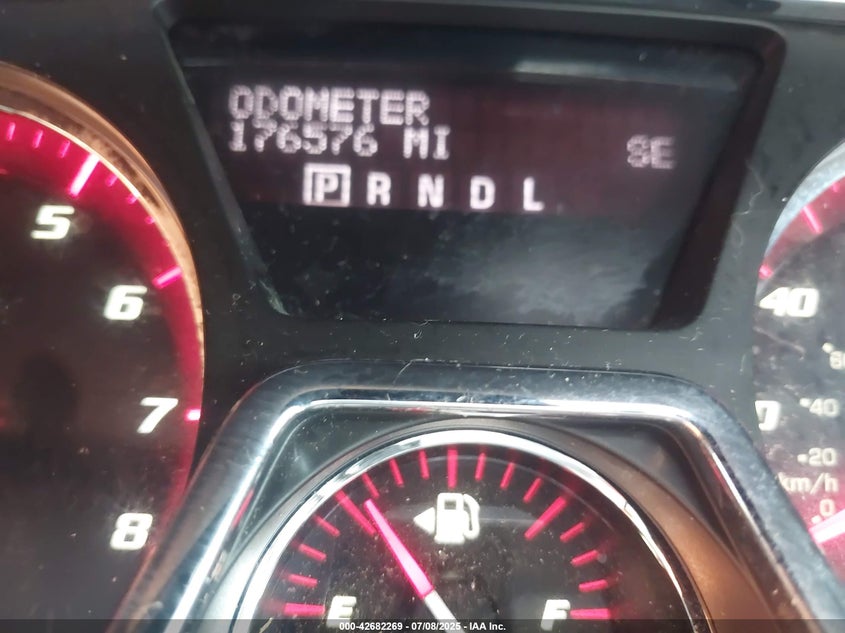 ODOMETER
176576 MI
SE
P R N D L
5
6
7
8
40
40
20
km/h
0
E
F
000-42682269 - 07/08/2025 - IAA Inc.